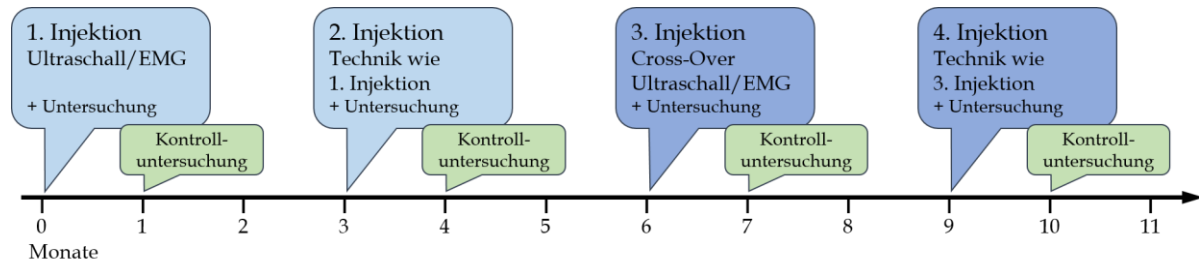 1. Injektion
Ultraschall/EMG
+ Untersuchung
Kontroll-
untersuchung
2. Injektion
Technik wie
1. Injektion
+ Untersuchung
Kontroll-
untersuchung
3. Injektion
Cross-Over
Ultraschall/EMG
+ Untersuchung
Kontroll-
untersuchung
4. Injektion
Technik wie
3. Injektion
+ Untersuchung
Kontroll-
untersuchung
0 1 2 3 4 5 6 7 8 9 10 11
Monate